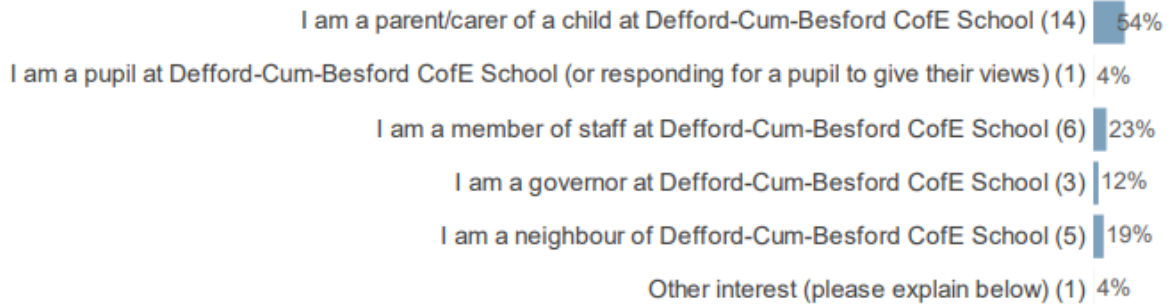 I am a parent/carer of a child at Defford-Cum-Besford CofE School (14) 54%
I am a pupil at Defford-Cum-Besford CofE School (or responding for a pupil to give their views) (1) 4%
I am a member of staff at Defford-Cum-Besford CofE School (6) 23%
I am a governor at Defford-Cum-Besford CofE School (3) 12%
I am a neighbour of Defford-Cum-Besford CofE School (5) 19%
Other interest (please explain below) (1) 4%